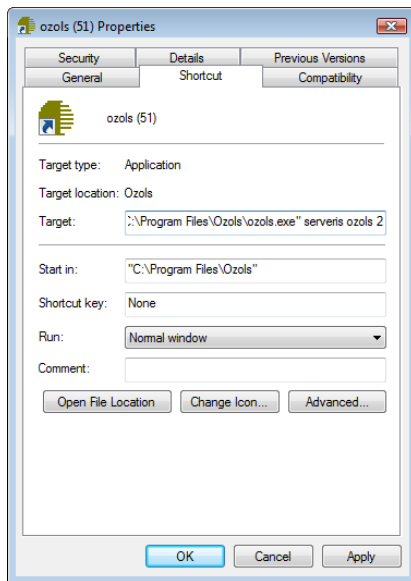 ozols (51) Properties
Security Details Previous Versions
General Shortcut Compatibility
ozols (51)
Target type: Application
Target location: Ozols
Target: :\Program Files\Ozols\ozols.exe" serveris ozols 2
Start in: "C:\Program Files\Ozols"
Shortcut key: None
Run: Normal window
Comment:
Open File Location Change Icon... Advanced...
OK Cancel Apply